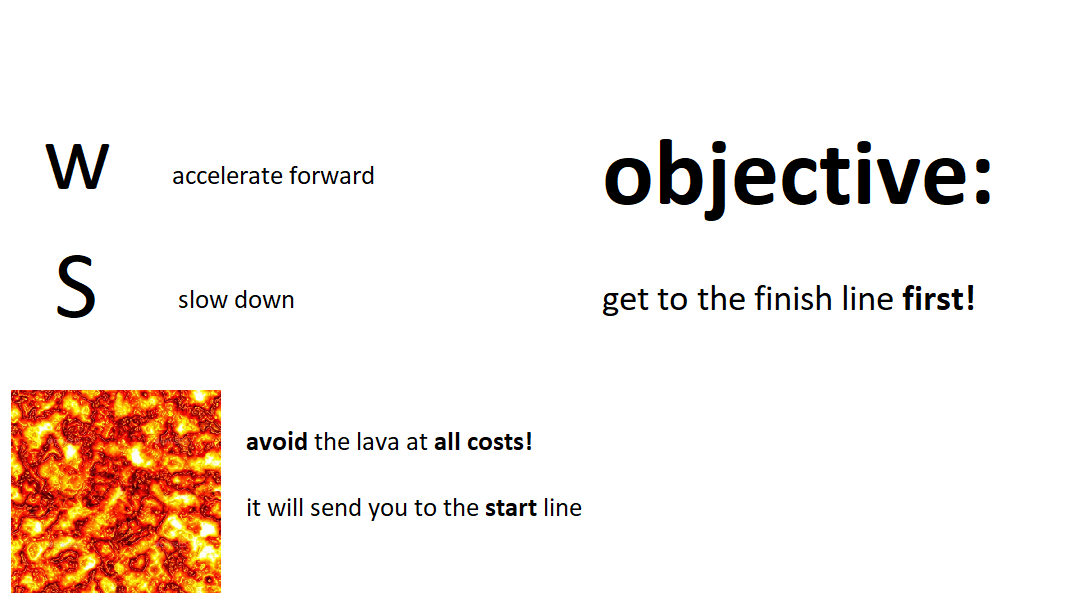 W accelerate forward
S slow down
avoid the lava at all costs!
it will send you to the start line
objective:
get to the finish line first!